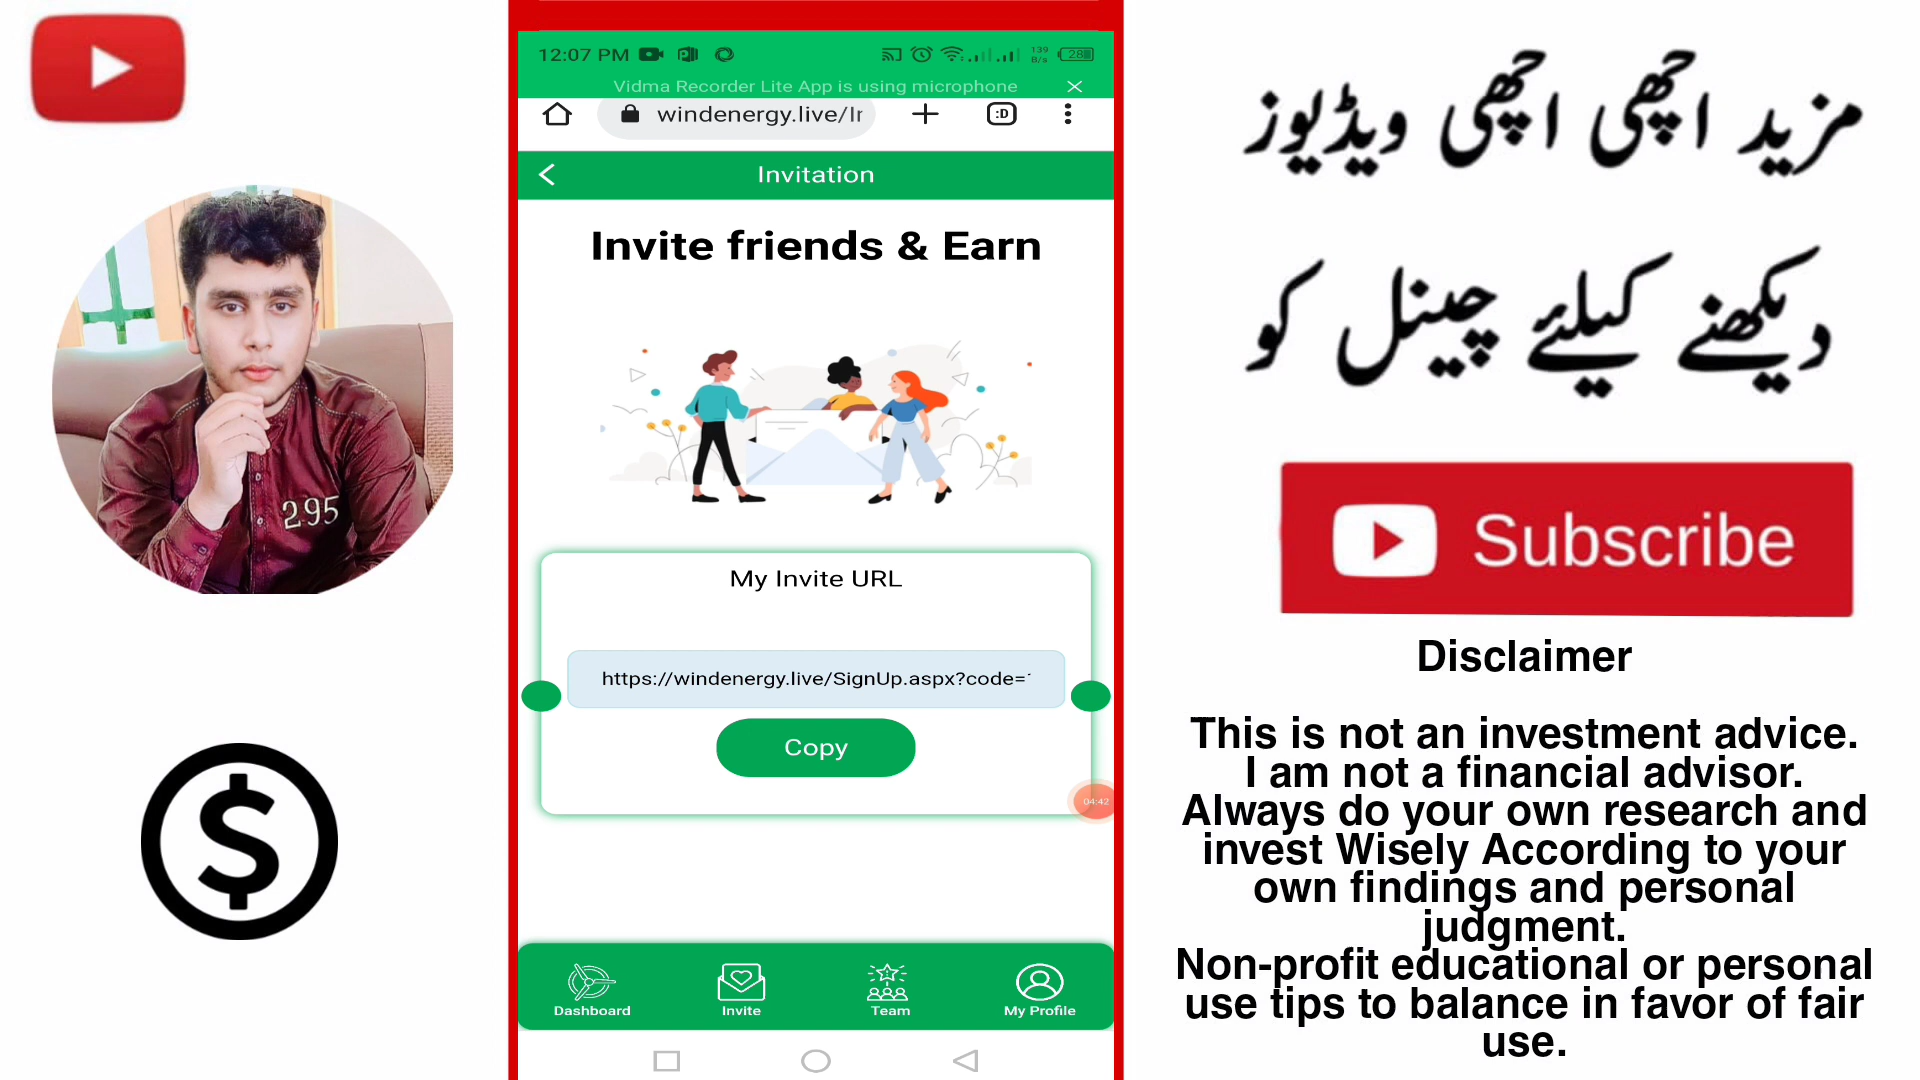 12:07 PM
139
B/s
28
Vidma Recorder Lite App is using microphone
windenergy.live/Ir
:D
Invitation
Invite friends & Earn
My Invite URL
https://windenergy.live/SignUp.aspx?code=
Copy
04:42
Dashboard
Invite
Team
My Profile
295
مزید اچھی اچھی ویڈیوز
دیکھنے کیلئے چینل کو
Subscribe
Disclaimer
This is not an investment advice.
I am not a financial advisor.
Always do your own research and
invest Wisely According to your
own findings and personal
judgment.
Non-profit educational or personal
use tips to balance in favor of fair
use.